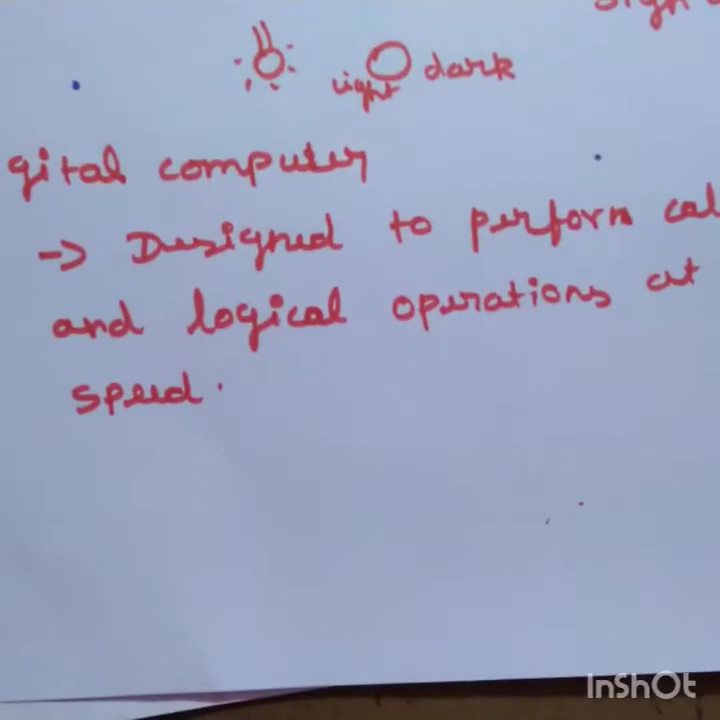 light dark
gital computer
-> Designed to perform cal
and logical operations at
speed.
InShOt